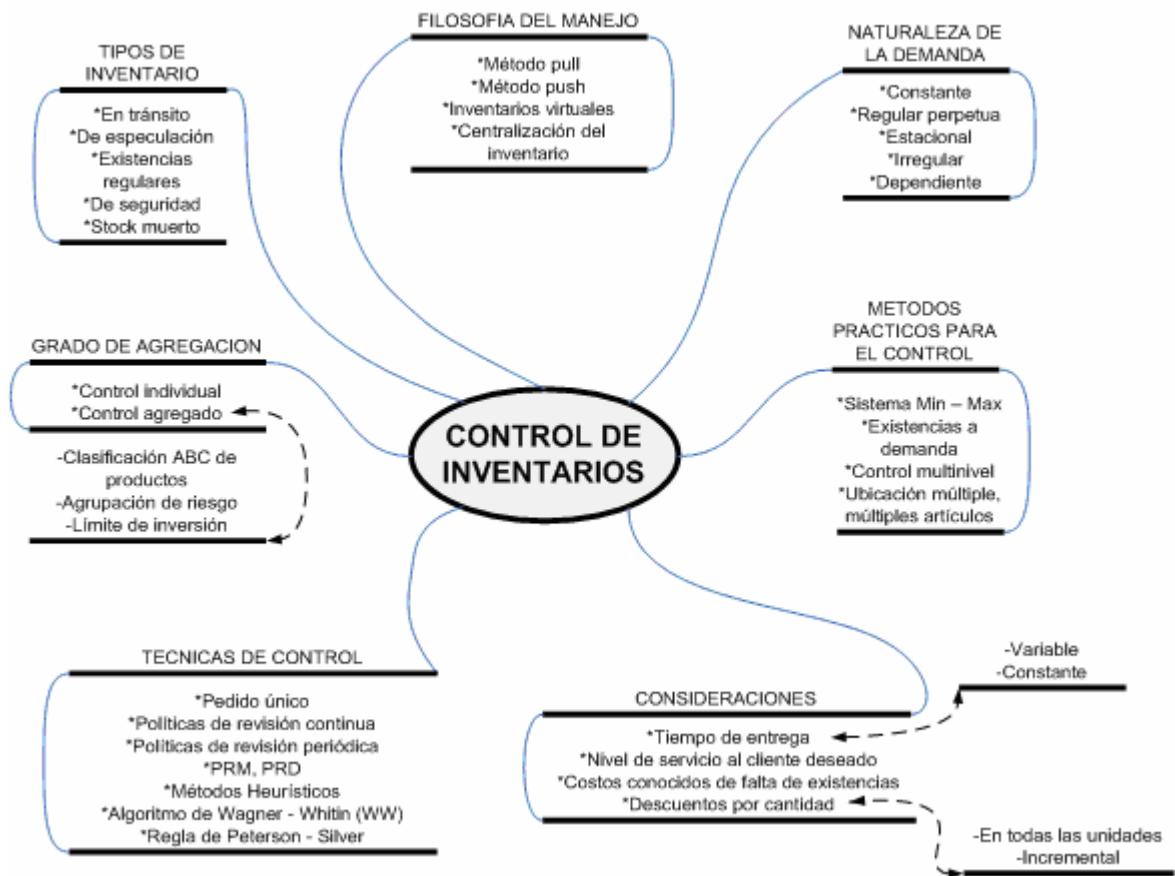 FILOSOFIA DEL MANEJO
*Método pull
*Método push
*Inventarios virtuales
*Centralización del
inventario
TIPOS DE
INVENTARIO
*En tránsito
*De especulación
*Existencias
regulares
*De seguridad
*Stock muerto
NATURALEZA DE
LA DEMANDA
*Constante
*Regular perpetua
*Estacional
*Irregular
*Dependiente
GRADO DE AGREGACION
*Control individual
*Control agregado
-Clasificación ABC de
productos
-Agrupación de riesgo
-Límite de inversión
CONTROL DE
INVENTARIOS
METODOS
PRACTICOS PARA
EL CONTROL
*Sistema Min – Max
*Existencias a
demanda
*Control multinivel
*Ubicación múltiple,
múltiples artículos
TECNICAS DE CONTROL
*Pedido único
*Políticas de revisión continua
*Políticas de revisión periódica
*PRM, PRD
*Métodos Heurísticos
*Algoritmo de Wagner - Whitin (WW)
*Regla de Peterson - Silver
CONSIDERACIONES
*Tiempo de entrega
*Nivel de servicio al cliente deseado
*Costos conocidos de falta de existencias
*Descuentos por cantidad
-Variable
-Constante
-En todas las unidades
-Incremental